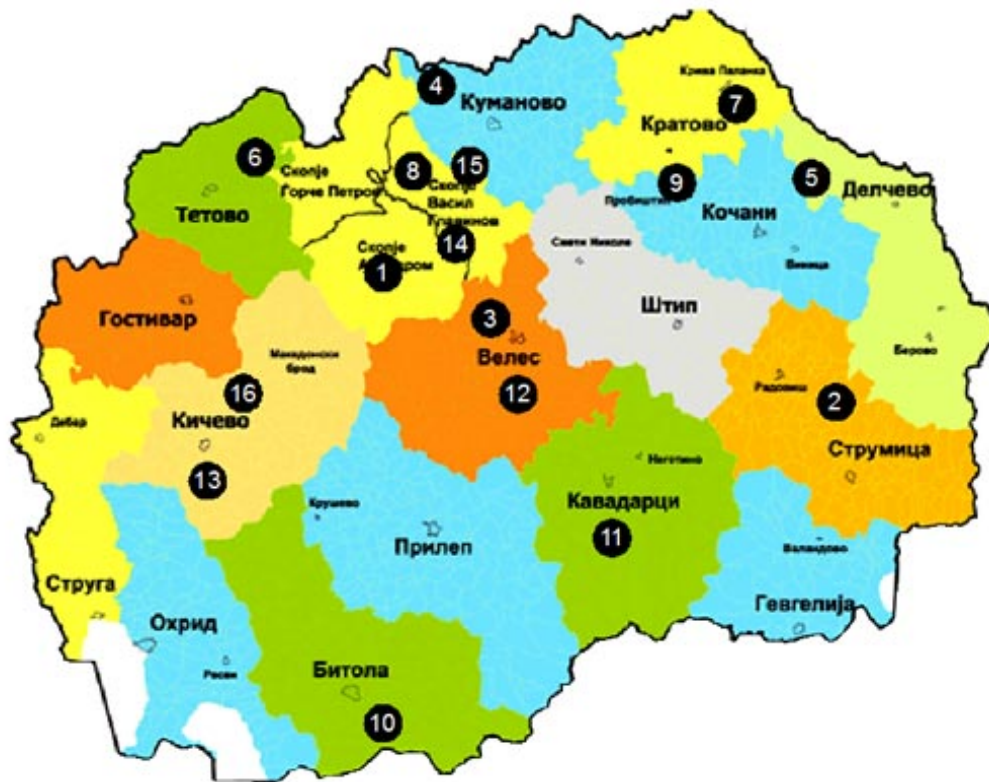 4
Куманово
Крива Паланка
7
Кратово
6
Скопје
Ѓорче Петров
8
15
Скопје
Васил
Главинов
9
Пробиштип
5
Делчево
Тетово
Кочани
14
Скопје
1
Свети Николе
Виница
Гостивар
3
Велес
Штип
Македонски
брод
Берово
16
Кичево
12
Радовиш
2
Дебар
Струмица
13
Неготино
Кавадарци
Крушево
11
Прилеп
Валандово
Гевгелија
Струга
Охрид
Ресен
Битола
10